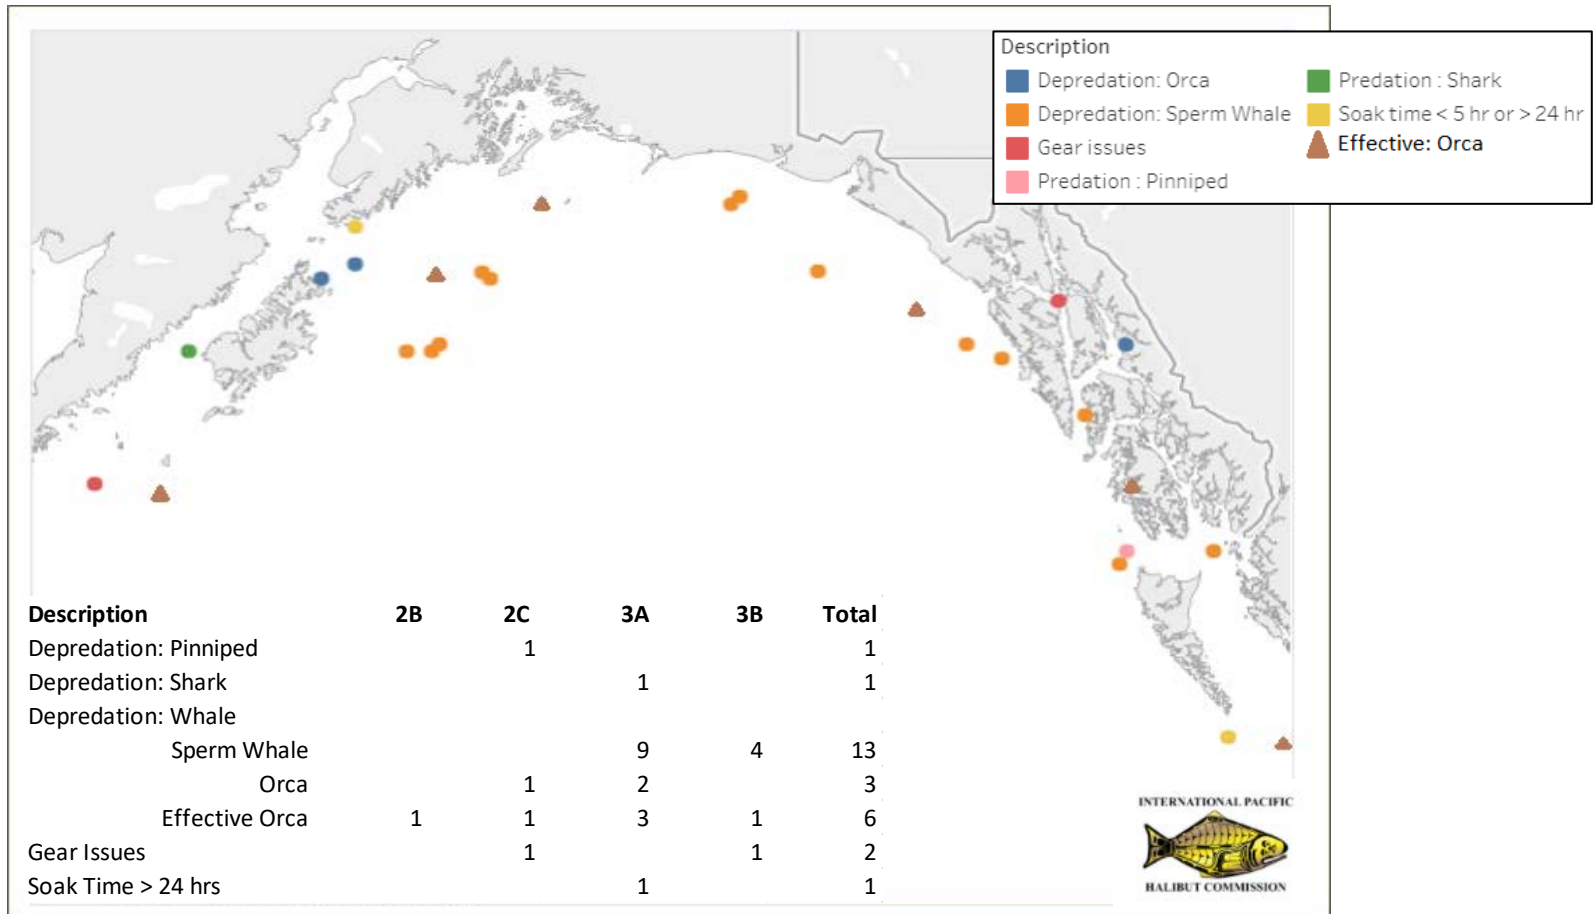 Description
Depredation: Orca
Predation : Shark
Depredation: Sperm Whale
Soak time < 5 hr or > 24 hr
Gear issues
Effective: Orca
Predation : Pinniped
Description 2B 2C 3A 3B Total
Depredation: Pinniped 1 1
Depredation: Shark 1 1
Depredation: Whale
Sperm Whale 9 4 13
Orca 1 2 3
Effective Orca 1 1 3 1 6
Gear Issues 1 1 2
Soak Time > 24 hrs 1 1
INTERNATIONAL PACIFIC
HALIBUT COMMISSION